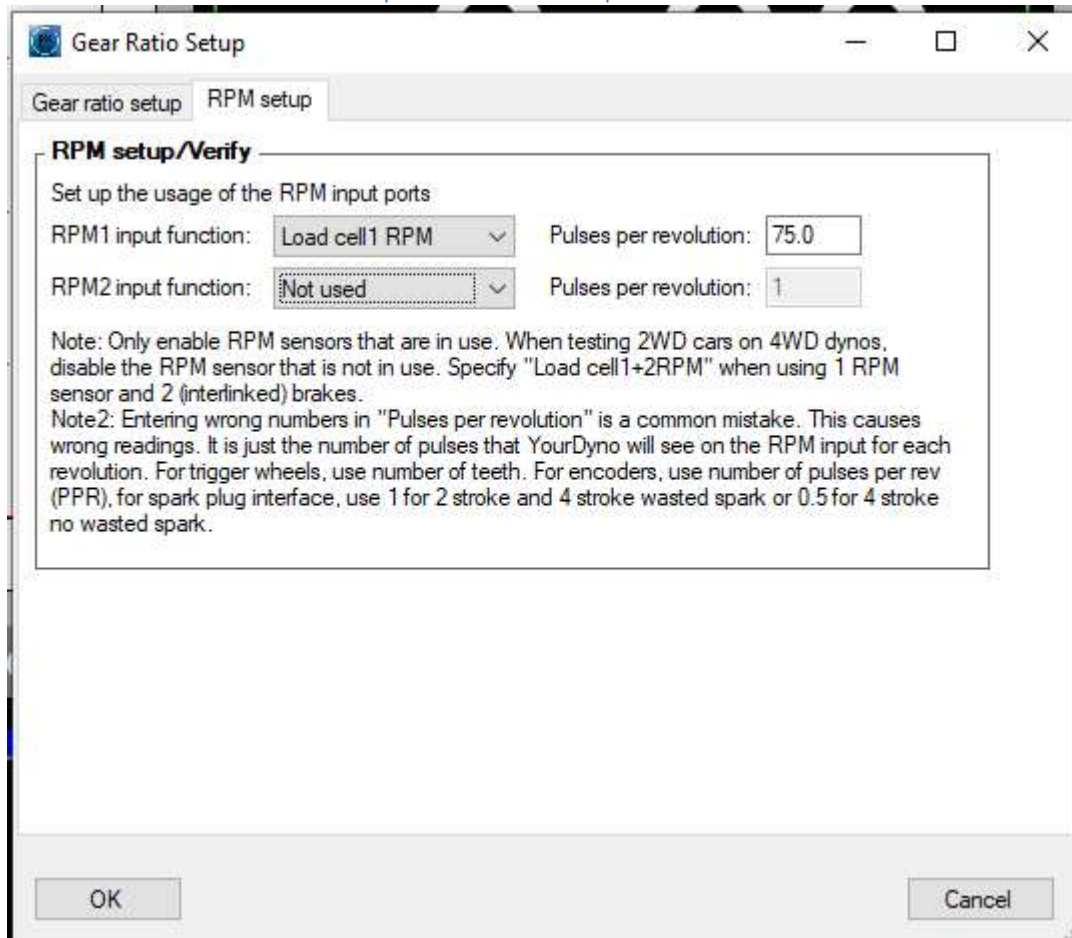 Gear Ratio Setup
Gear ratio setup RPM setup
RPM setup/Verify
Set up the usage of the RPM input ports
RPM1 input function: Load cell1 RPM Pulses per revolution: 75.0
RPM2 input function: Not used Pulses per revolution: 1
Note: Only enable RPM sensors that are in use. When testing 2WD cars on 4WD dynos,
disable the RPM sensor that is not in use. Specify "Load cell1+2RPM" when using 1 RPM
sensor and 2 (interlinked) brakes.
Note2: Entering wrong numbers in "Pulses per revolution" is a common mistake. This causes
wrong readings. It is just the number of pulses that YourDyno will see on the RPM input for each
revolution. For trigger wheels, use number of teeth. For encoders, use number of pulses per rev
(PPR), for spark plug interface, use 1 for 2 stroke and 4 stroke wasted spark or 0.5 for 4 stroke
no wasted spark.
OK Cancel